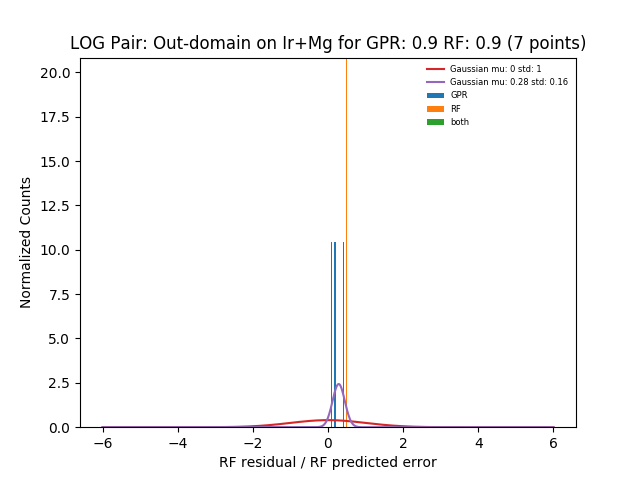 LOG Pair: Out-domain on Ir+Mg for GPR: 0.9 RF: 0.9 (7 points)
Gaussian mu: 0 std: 1
Gaussian mu: 0.28 std: 0.16
GPR
RF
both
Normalized Counts
20.0
17.5
15.0
12.5
10.0
7.5
5.0
2.5
0.0
−6
−4
−2
0
2
4
6
RF residual / RF predicted error